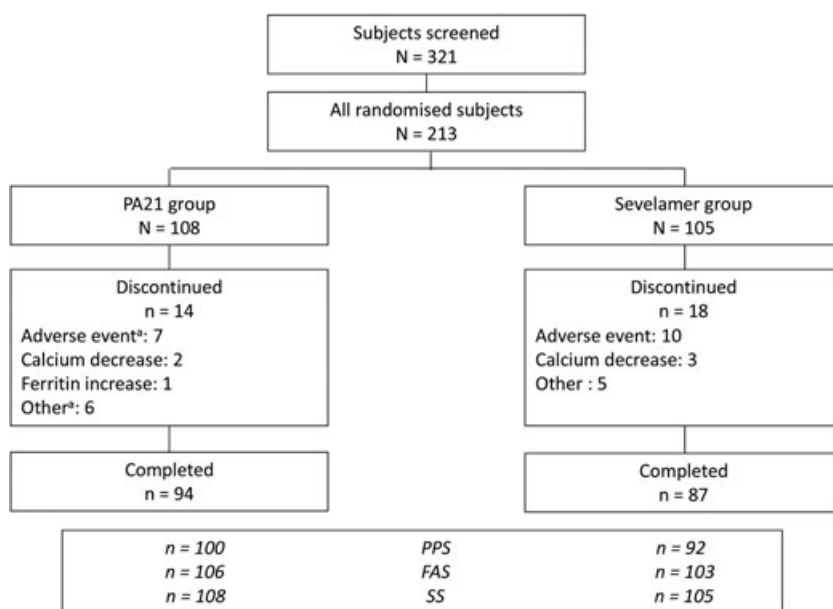 Subjects screened
N = 321
All randomised subjects
N = 213
PA21 group
N = 108
Sevelamer group
N = 105
Discontinued
n = 14
Adverse eventᵃ: 7
Calcium decrease: 2
Ferritin increase: 1
Otherᵃ: 6
Discontinued
n = 18
Adverse event: 10
Calcium decrease: 3
Other : 5
Completed
n = 94
Completed
n = 87
n = 100 PPS n = 92
n = 106 FAS n = 103
n = 108 SS n = 105